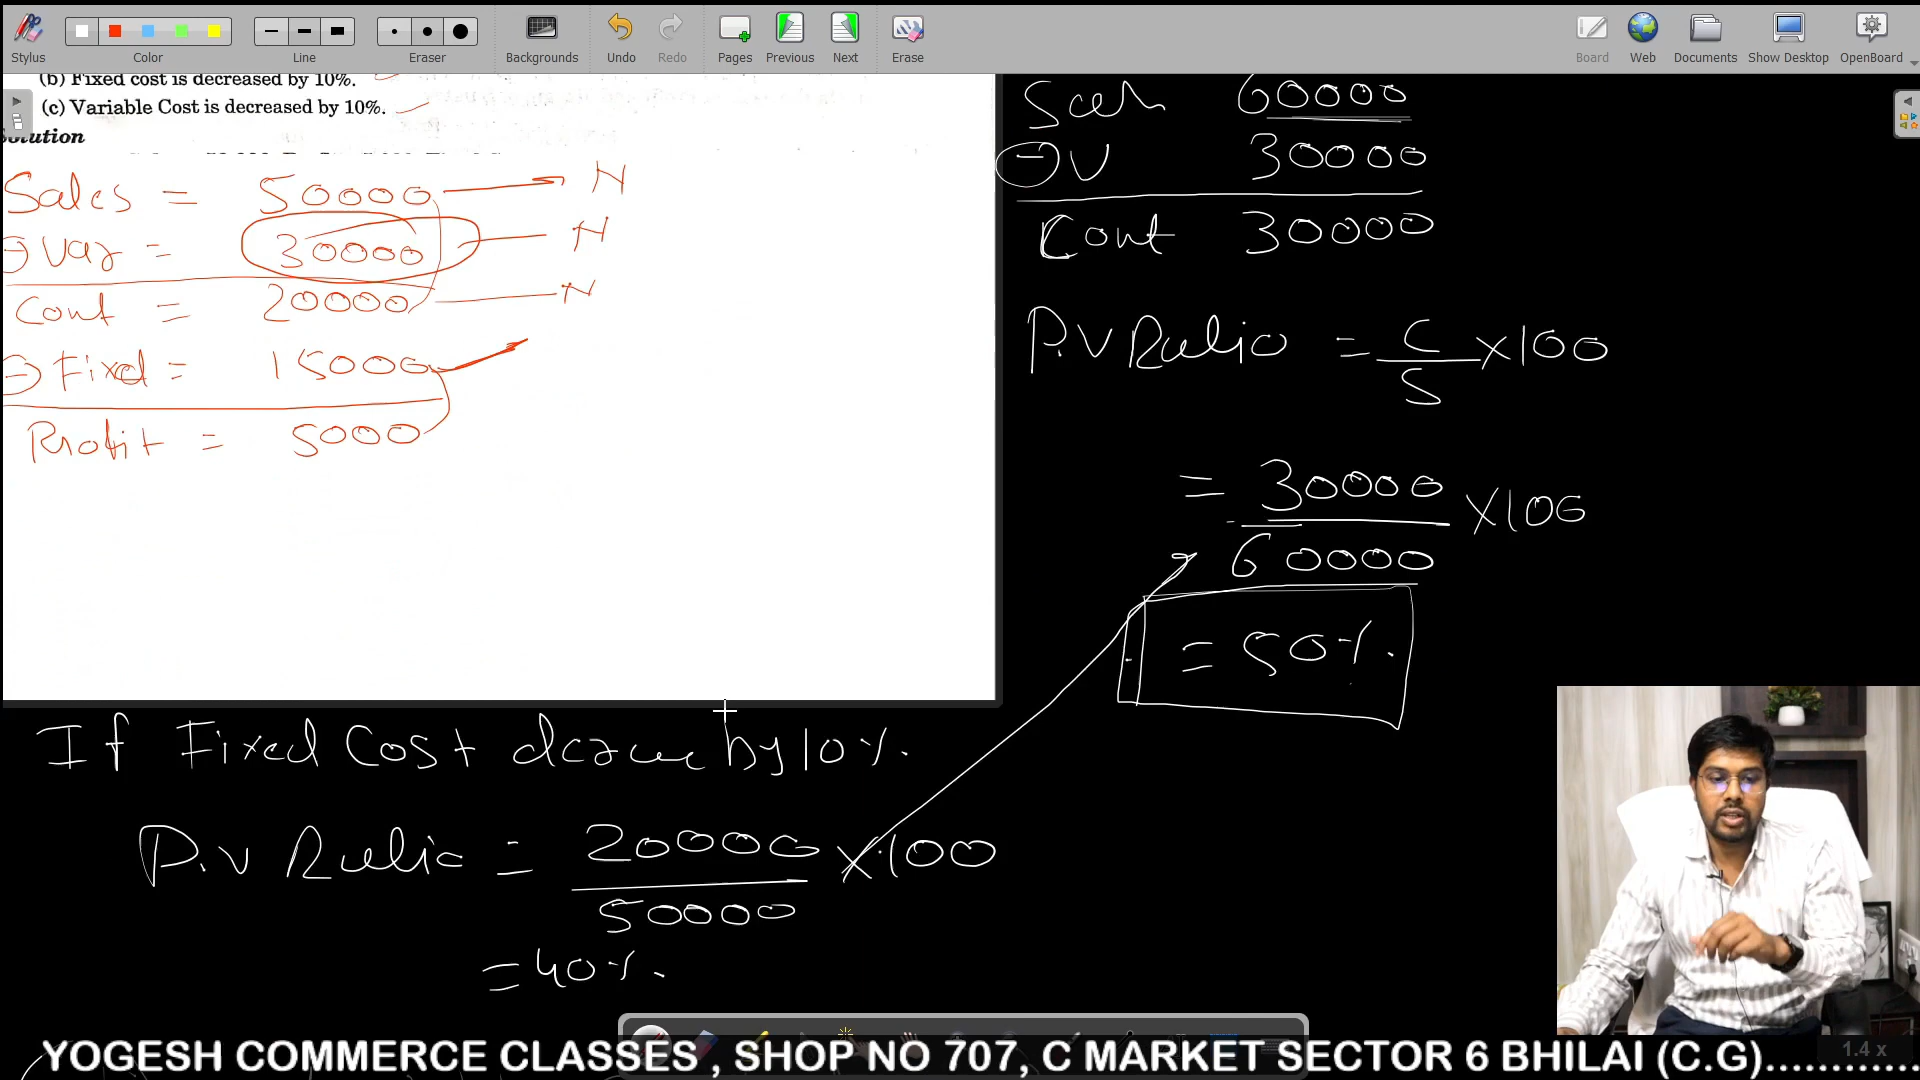 Stylus Color Line Eraser Backgrounds Undo Redo Pages Previous Next Erase Board Web Documents Show Desktop OpenBoard
(b) Fixed cost is decreased by 10%.
(c) Variable Cost is decreased by 10%.
olution
Sales = 50000 N
- Var = 30000 N
Cont = 20000 N
- Fixed = 15000
Profit = 5000
60000
- V 30000
Cont 30000
P.V Ratio = C/S ×100
= 30000/60000 ×100
= 50%.
If Fixed Cost by 10%.
P.V Ratio = 20000/50000 ×100
= 40%.
YOGESH COMMERCE CLASSES , SHOP NO 707, C MARKET SECTOR 6 BHILAI (C.G)............
1.4 x